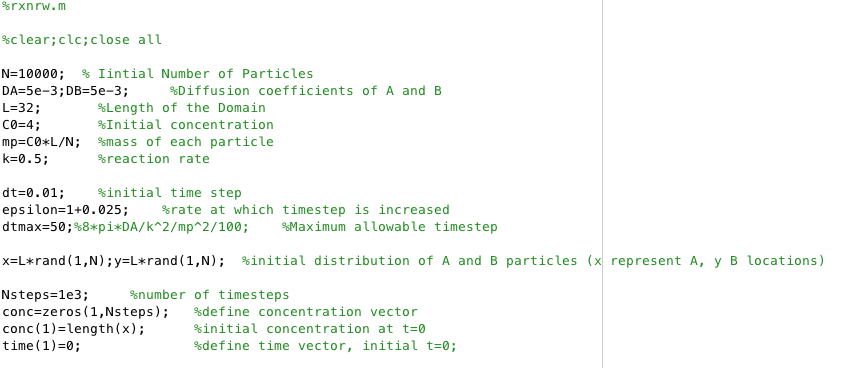 %rxnrw.m
%clear;clc;close all
N=10000;  % Iintial Number of Particles
DA=5e-3;DB=5e-3;     %Diffusion coefficients of A and B
L=32;       %Length of the Domain
C0=4;       %Initial concentration
mp=C0*L/N;  %mass of each particle
k=0.5;      %reaction rate
dt=0.01;    %initial time step
epsilon=1+0.025;    %rate at which timestep is increased
dtmax=50;%8*pi*DA/k^2/mp^2/100;    %Maximum allowable timestep
x=L*rand(1,N);y=L*rand(1,N);  %initial distribution of A and B particles (x represent A, y B locations)
Nsteps=1e3;     %number of timesteps
conc=zeros(1,Nsteps);   %define concentration vector
conc(1)=length(x);      %initial concentration at t=0
time(1)=0;              %define time vector, initial t=0;